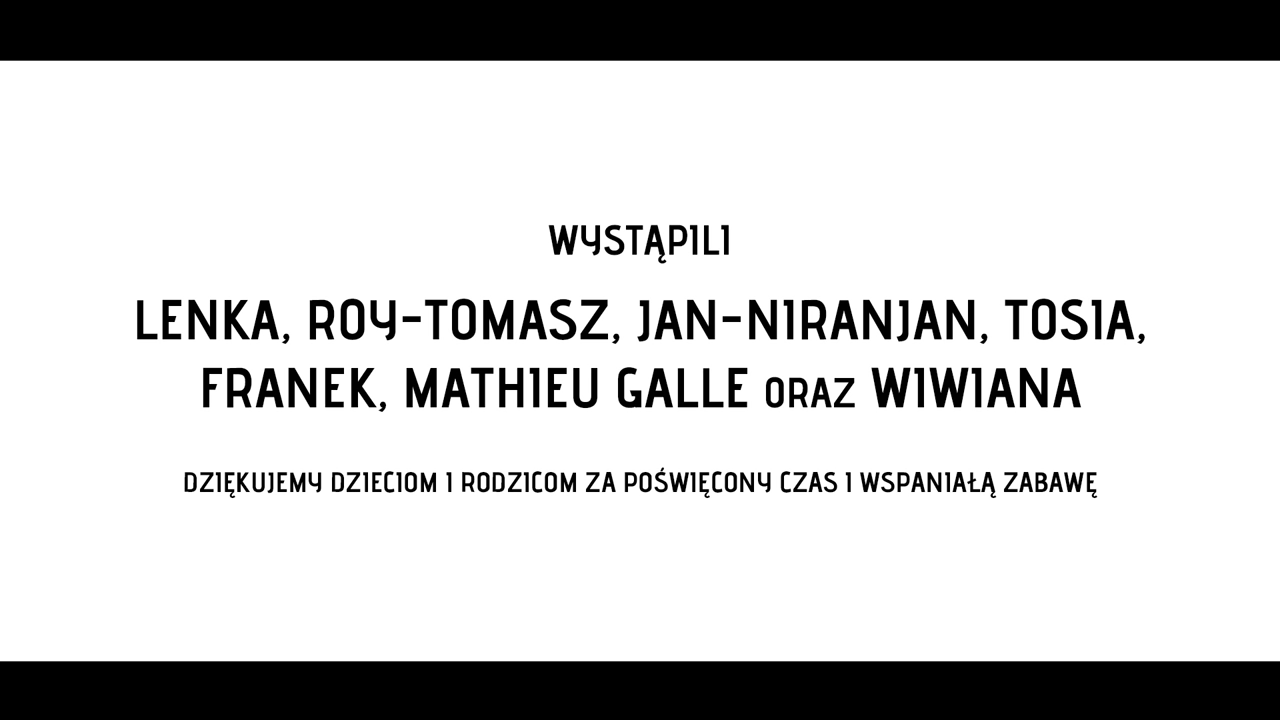 WYSTĄPILI
LENKA, ROY-TOMASZ, JAN-NIRANJAN, TOSIA,
FRANEK, MATHIEU GALLE ORAZ WIWIANA
DZIĘKUJEMY DZIECIOM I RODZICOM ZA POŚWIĘCONY CZAS I WSPANIAŁĄ ZABAWĘ